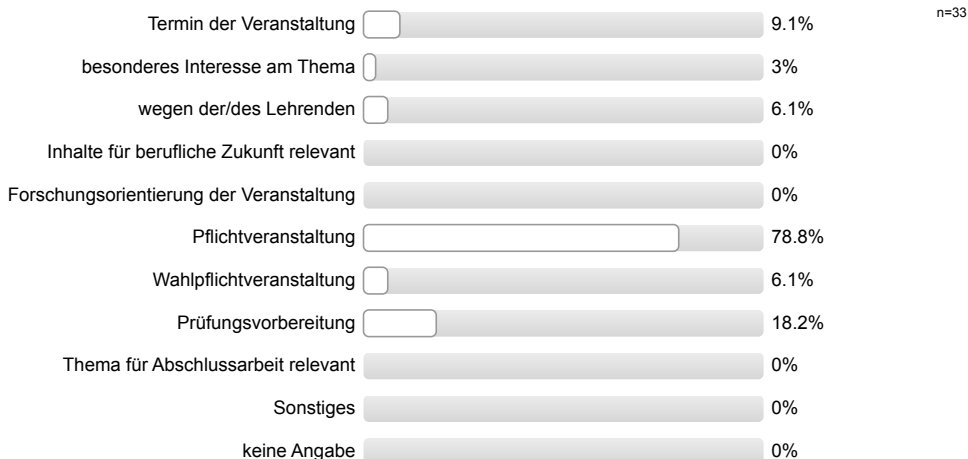 n=33
Termin der Veranstaltung 9.1%
besonderes Interesse am Thema 3%
wegen der/des Lehrenden 6.1%
Inhalte für berufliche Zukunft relevant 0%
Forschungsorientierung der Veranstaltung 0%
Pflichtveranstaltung 78.8%
Wahlpflichtveranstaltung 6.1%
Prüfungsvorbereitung 18.2%
Thema für Abschlussarbeit relevant 0%
Sonstiges 0%
keine Angabe 0%